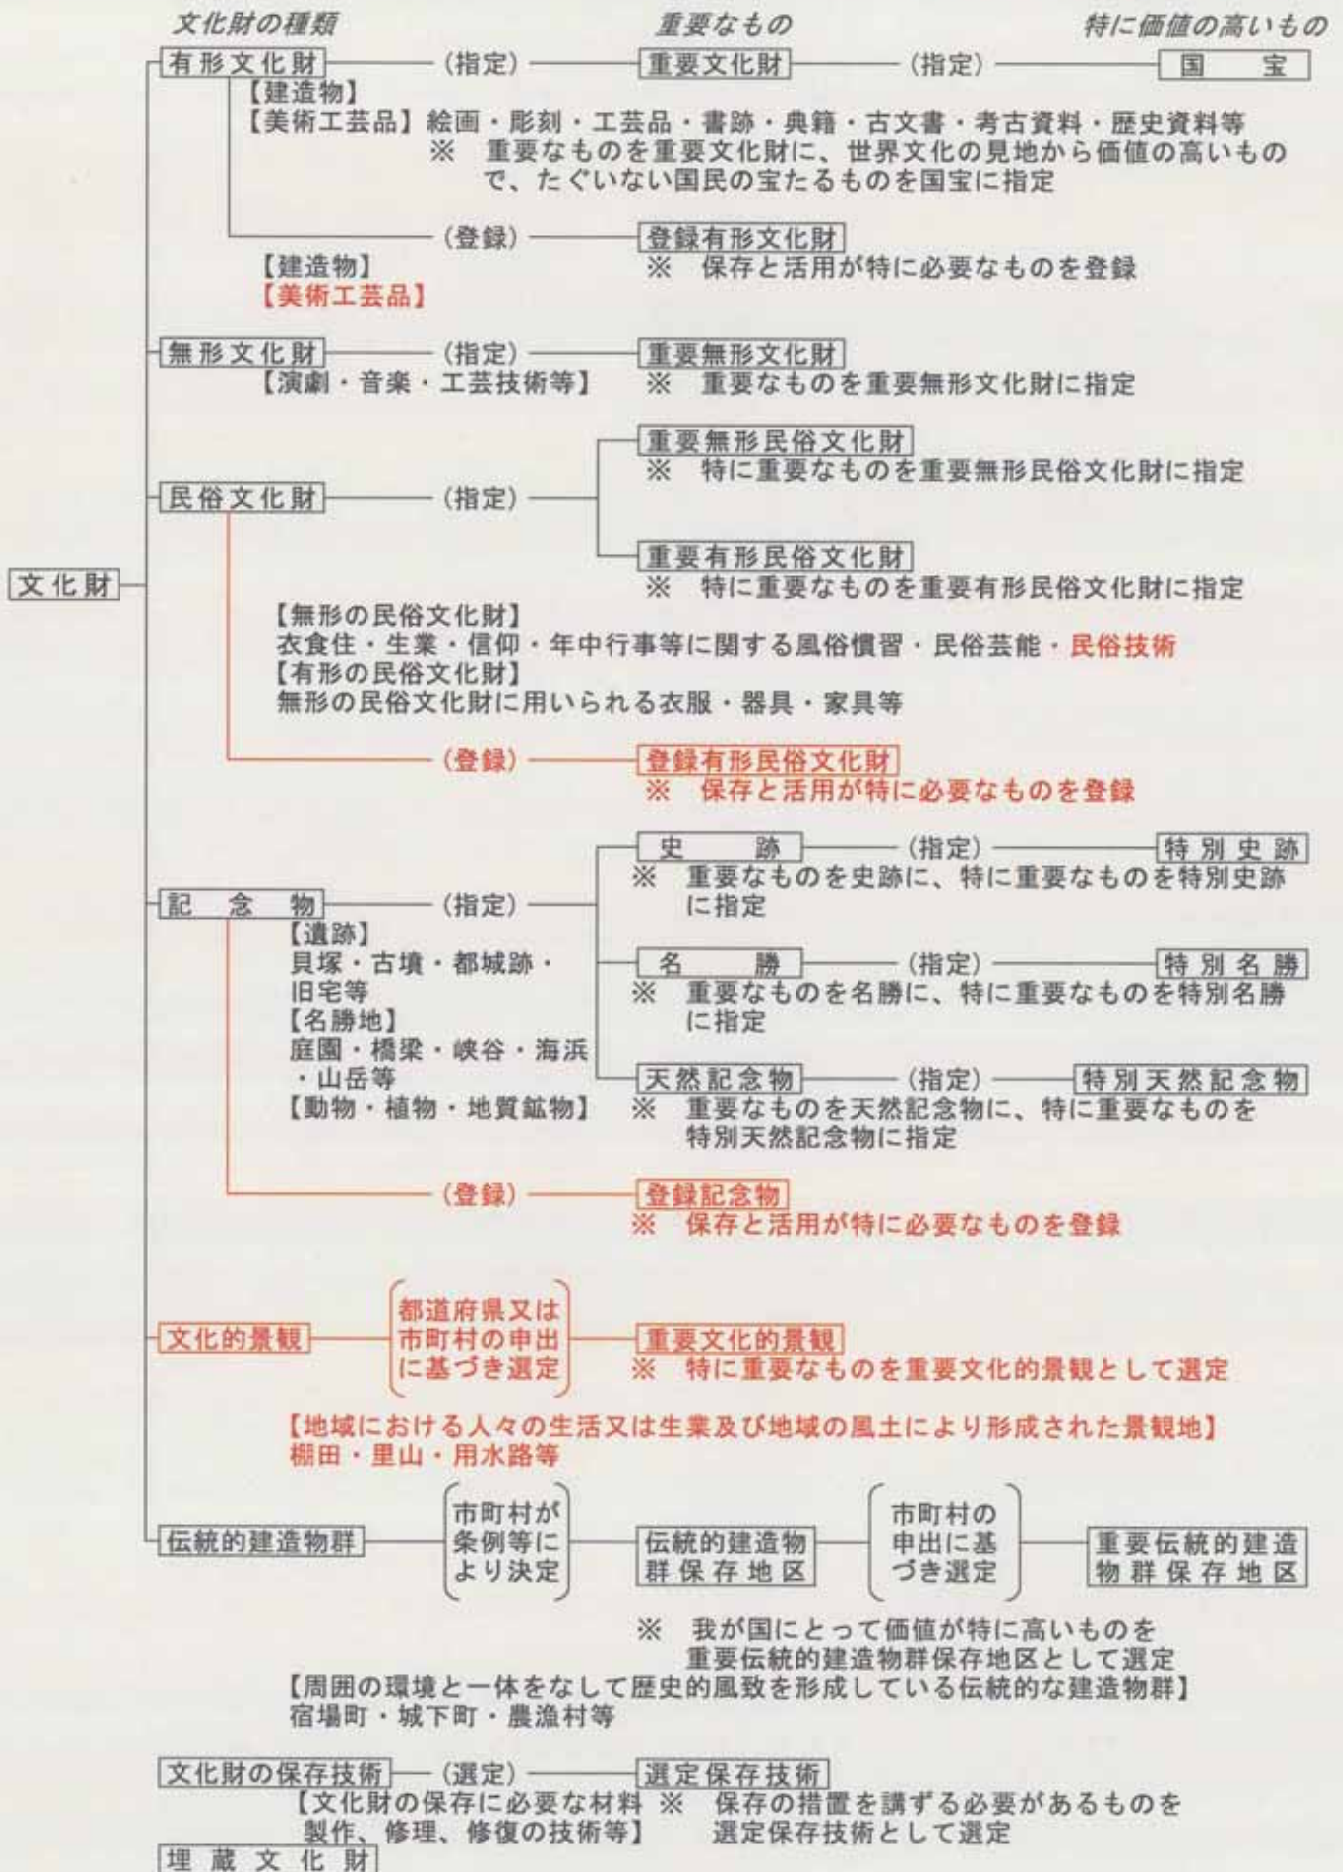 文化財の種類　重要なもの　特に価値の高いもの
有形文化財　(指定)　重要文化財　(指定)　国　宝
【建造物】
【美術工芸品】絵画・彫刻・工芸品・書跡・典籍・古文書・考古資料・歴史資料等
※　重要なものを重要文化財に、世界文化の見地から価値の高いもの
で、たぐいない国民の宝たるものを国宝に指定
(登録)　登録有形文化財
【建造物】　※　保存と活用が特に必要なものを登録
【美術工芸品】
無形文化財　(指定)　重要無形文化財
【演劇・音楽・工芸技術等】　※　重要なものを重要無形文化財に指定
重要無形民俗文化財
※　特に重要なものを重要無形民俗文化財に指定
民俗文化財　(指定)
重要有形民俗文化財
文化財
※　特に重要なものを重要有形民俗文化財に指定
【無形の民俗文化財】
衣食住・生業・信仰・年中行事等に関する風俗慣習・民俗芸能・民俗技術
【有形の民俗文化財】
無形の民俗文化財に用いられる衣服・器具・家具等
(登録)　登録有形民俗文化財
※　保存と活用が特に必要なものを登録
史　跡　(指定)　特別史跡
※　重要なものを史跡に、特に重要なものを特別史跡
に指定
記　念　物　(指定)
【遺跡】
貝塚・古墳・都城跡・
旧宅等
名　勝　(指定)　特別名勝
※　重要なものを名勝に、特に重要なものを特別名勝
に指定
【名勝地】
庭園・橋梁・峡谷・海浜
・山岳等
天然記念物　(指定)　特別天然記念物
【動物・植物・地質鉱物】　※　重要なものを天然記念物に、特に重要なものを
特別天然記念物に指定
(登録)　登録記念物
※　保存と活用が特に必要なものを登録
都道府県又は
市町村の申出
に基づき選定
文化的景観　重要文化的景観
※　特に重要なものを重要文化的景観として選定
【地域における人々の生活又は生業及び地域の風土により形成された景観地】
棚田・里山・用水路等
伝統的建造物群
市町村が
条例等に
より決定
伝統的建造物
群保存地区
市町村の
申出に基
づき選定
重要伝統的建造
物群保存地区
※　我が国にとって価値が特に高いものを
重要伝統的建造物群保存地区として選定
【周囲の環境と一体をなして歴史的風致を形成している伝統的な建造物群】
宿場町・城下町・農漁村等
文化財の保存技術　(選定)　選定保存技術
【文化財の保存に必要な材料　※　保存の措置を講ずる必要があるものを
製作、修理、修復の技術等】　選定保存技術として選定
埋蔵文化財